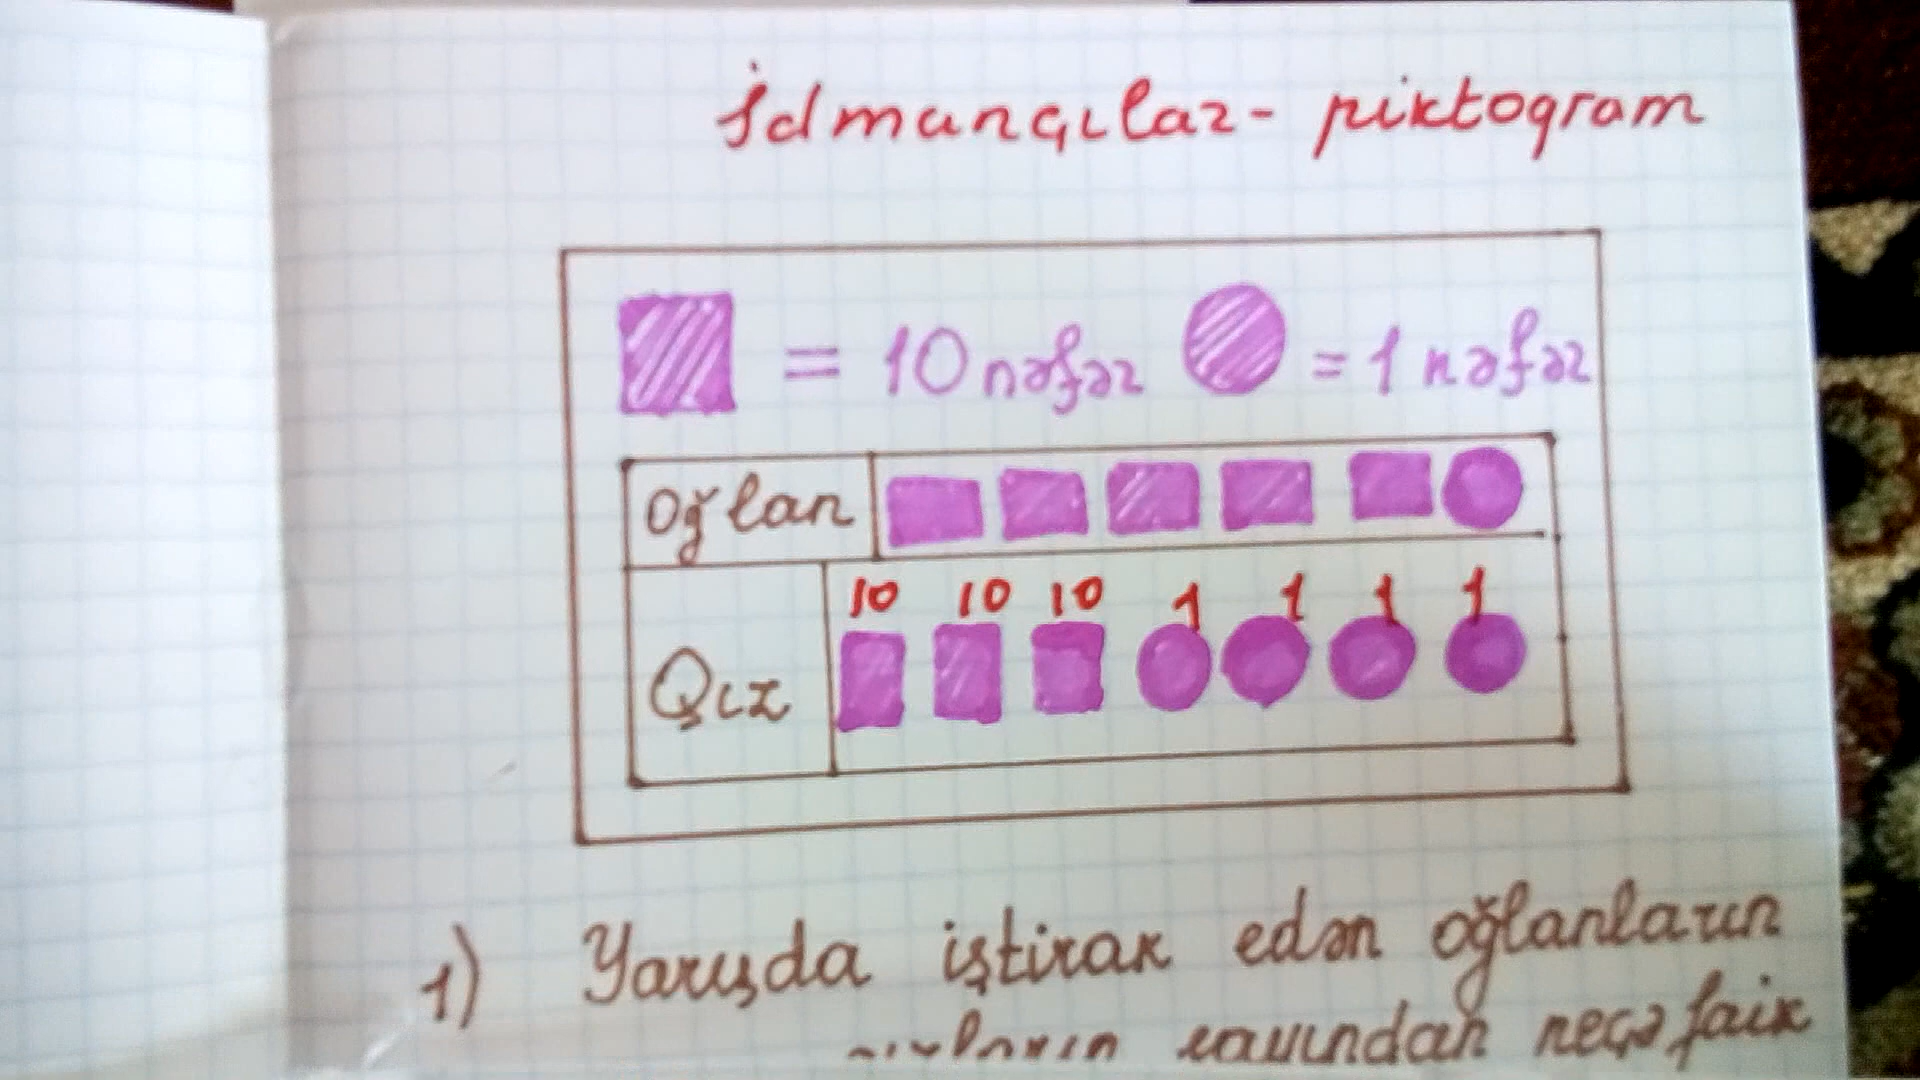 İdmançılar - piktogram
= 10 nəfər = 1 nəfər
Oğlan
10 10 10 1 1 1 1
Qız
1) Yarışda iştirak edən oğlanların
sayından neçə faiz